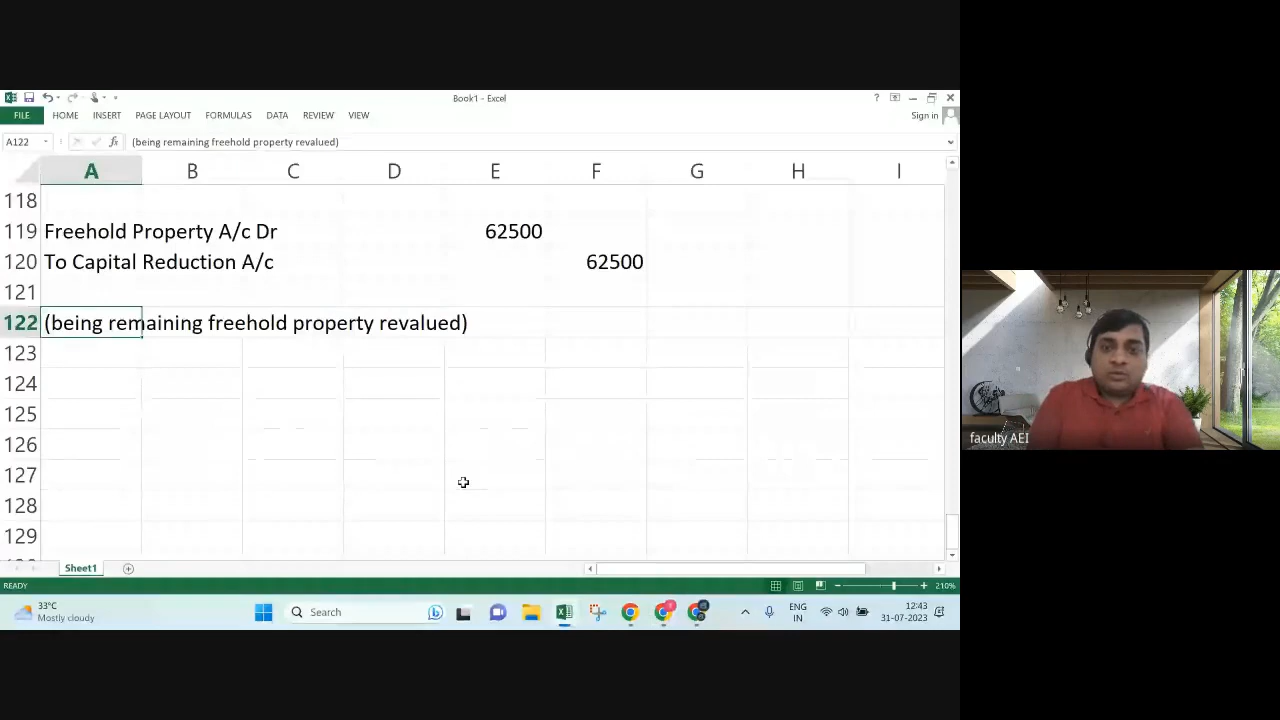 Book1 - Excel
FILE HOME INSERT PAGE LAYOUT FORMULAS DATA REVIEW VIEW
Sign in
A122
fx
(being remaining freehold property revalued)
A B C D E F G H I
118
119 Freehold Property A/c Dr 62500
120 To Capital Reduction A/c 62500
121
122 (being remaining freehold property revalued)
123
124
125
126
127
128
129
faculty AEI
Sheet1
READY
210%
33°C
Mostly cloudy
Search
ENG
IN
12:43
31-07-2023